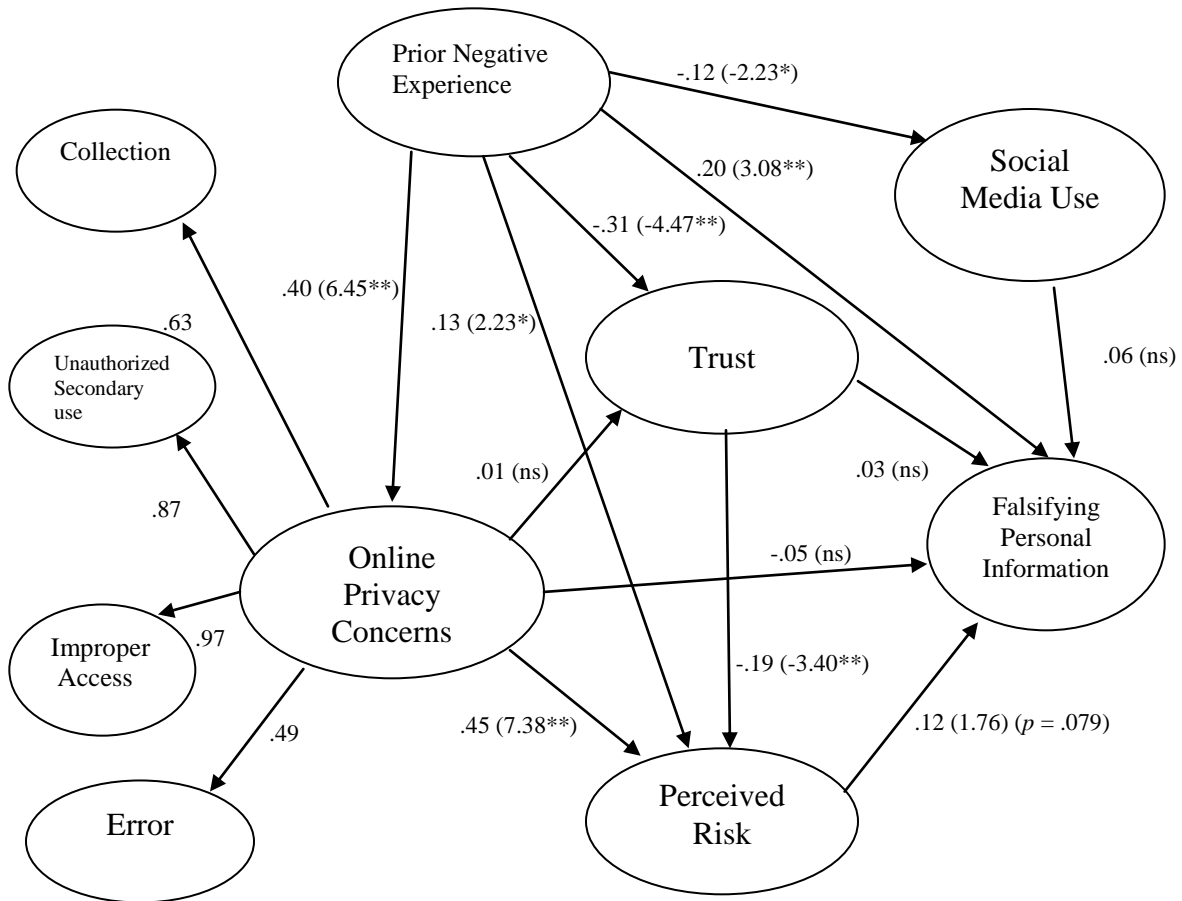 Prior Negative
Experience
-.12 (-2.23*)
Collection
Social
Media Use
.20 (3.08**)
-.31 (-4.47**)
.40 (6.45**)
.63
.13 (2.23*)
Trust
.06 (ns)
Unauthorized
Secondary
use
.01 (ns)
.03 (ns)
.87
Falsifying
Personal
Information
Online
Privacy
Concerns
-.05 (ns)
Improper
Access
.97
-.19 (-3.40**)
.49
.45 (7.38**)
.12 (1.76) (p = .079)
Error
Perceived
Risk